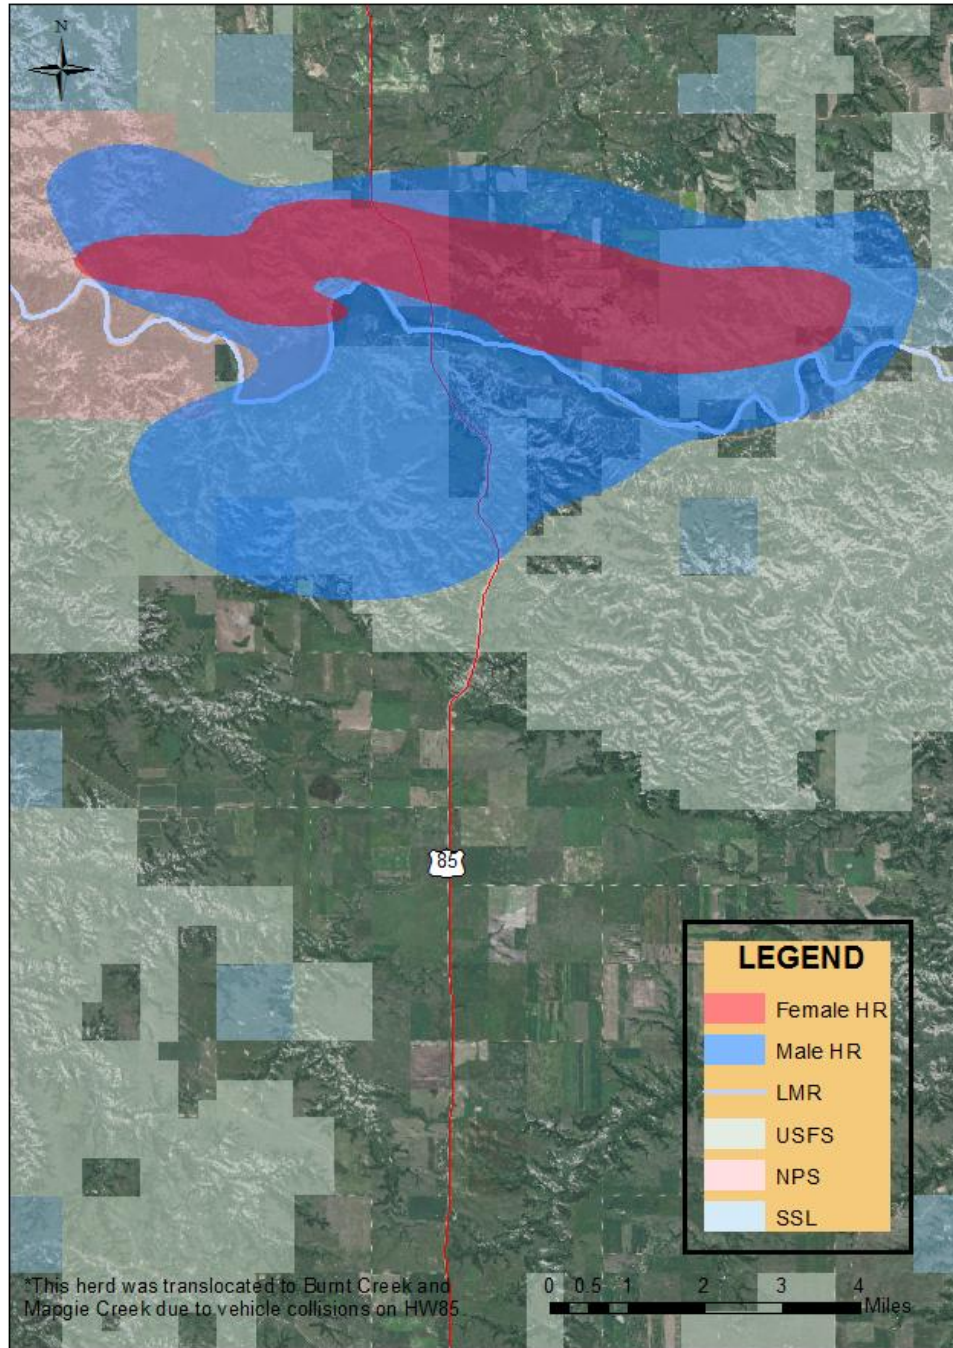 N
85
LEGEND
Female HR
Male HR
LMR
USFS
NPS
SSL
*This herd was translocated to Burnt Creek and
Mapgie Creek due to vehicle collisions on HW85
0 0.5 1 2 3 4
Miles